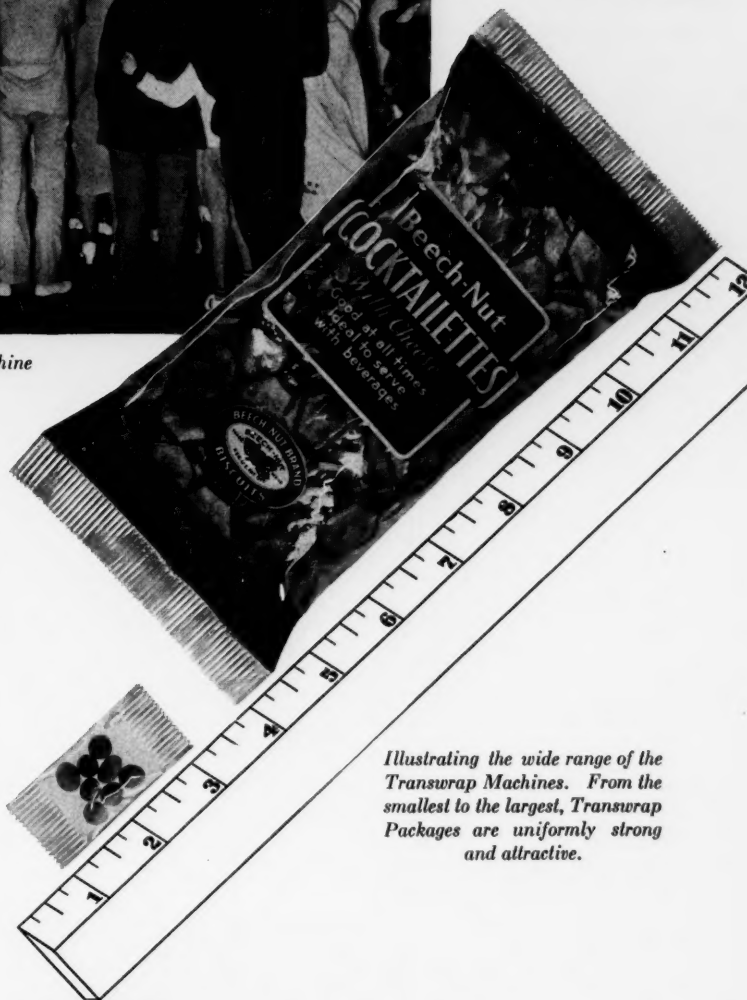 hine
Beech-Nut
COCKTAILETTES
With Cheese
Good at all times
Ideal to serve
with beverages
BEECH-NUT BRAND
BISCUITS
12
11
10
9
8
7
6
5
4
3
2
1
Illustrating the wide range of the
Transwrap Machines. From the
smallest to the largest, Transwrap
Packages are uniformly strong
and attractive.